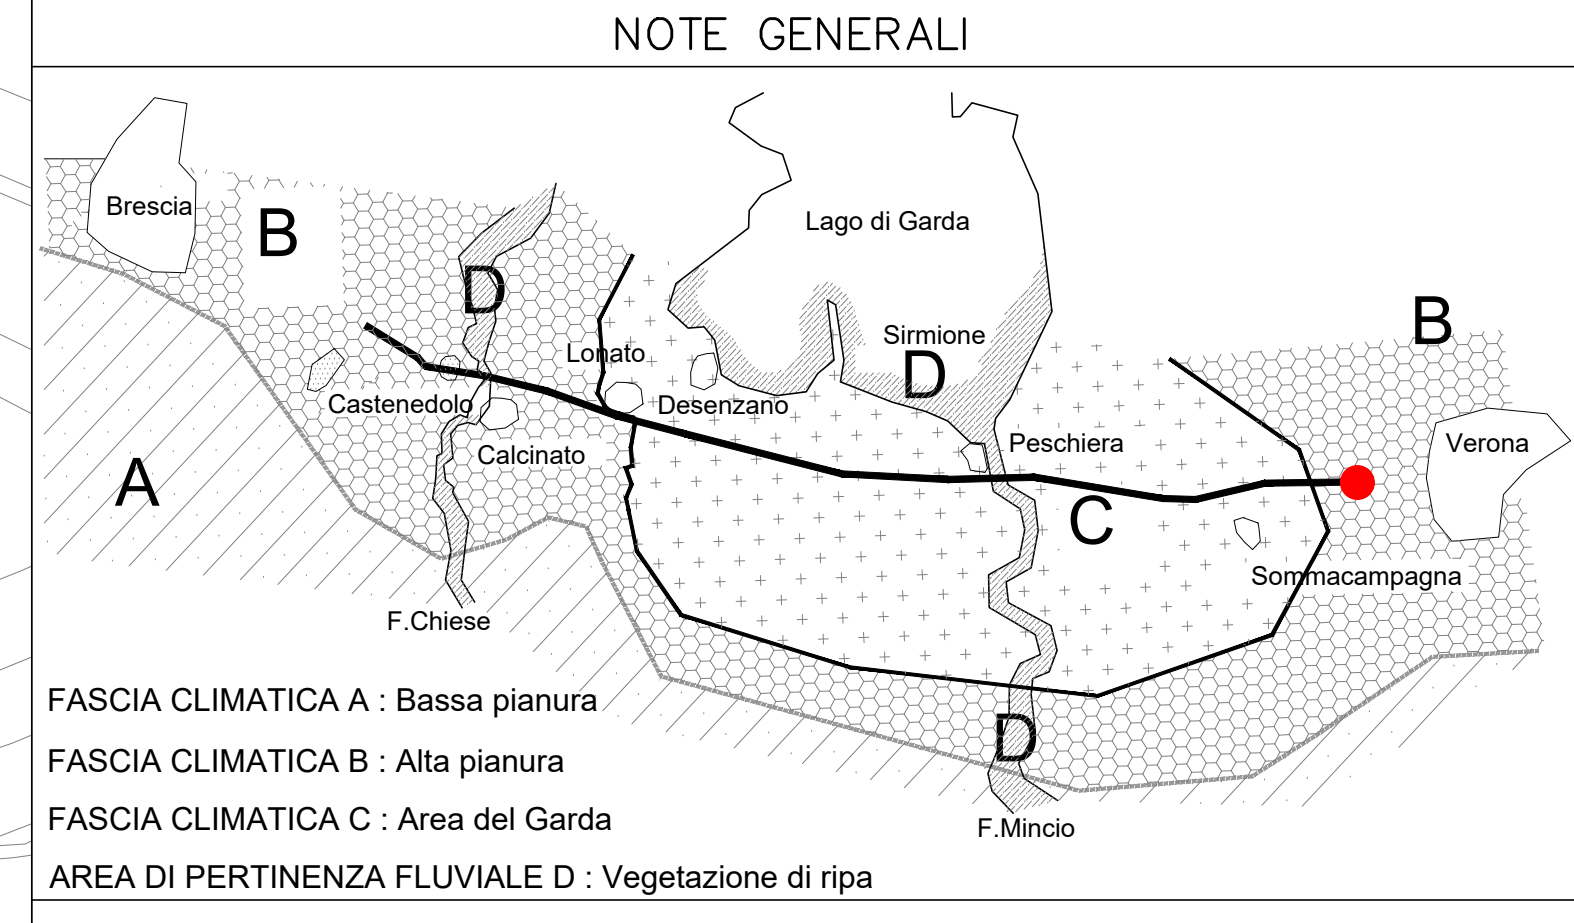 NOTE GENERALI
Brescia
B
D
Lago di Garda
Sirmione
D
B
Lonato
Castenedolo
Desenzano
Calcinato
Peschiera
Verona
A
C
Sommacampagna
F.Chiese
D
F.Mincio
FASCIA CLIMATICA A : Bassa pianura
FASCIA CLIMATICA B : Alta pianura
FASCIA CLIMATICA C : Area del Garda
AREA DI PERTINENZA FLUVIALE D : Vegetazione di ripa